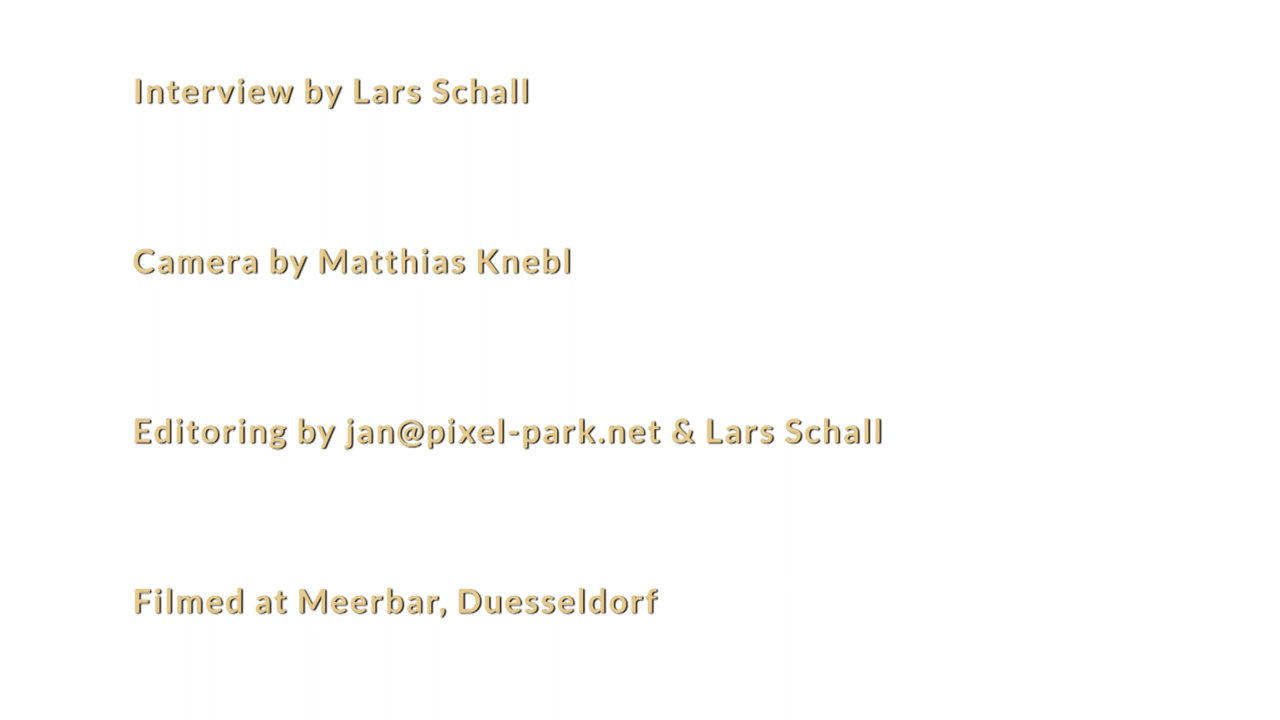 Interview by Lars Schall
Camera by Matthias Knebl
Editoring by jan@pixel-park.net & Lars Schall
Filmed at Meerbar, Duesseldorf